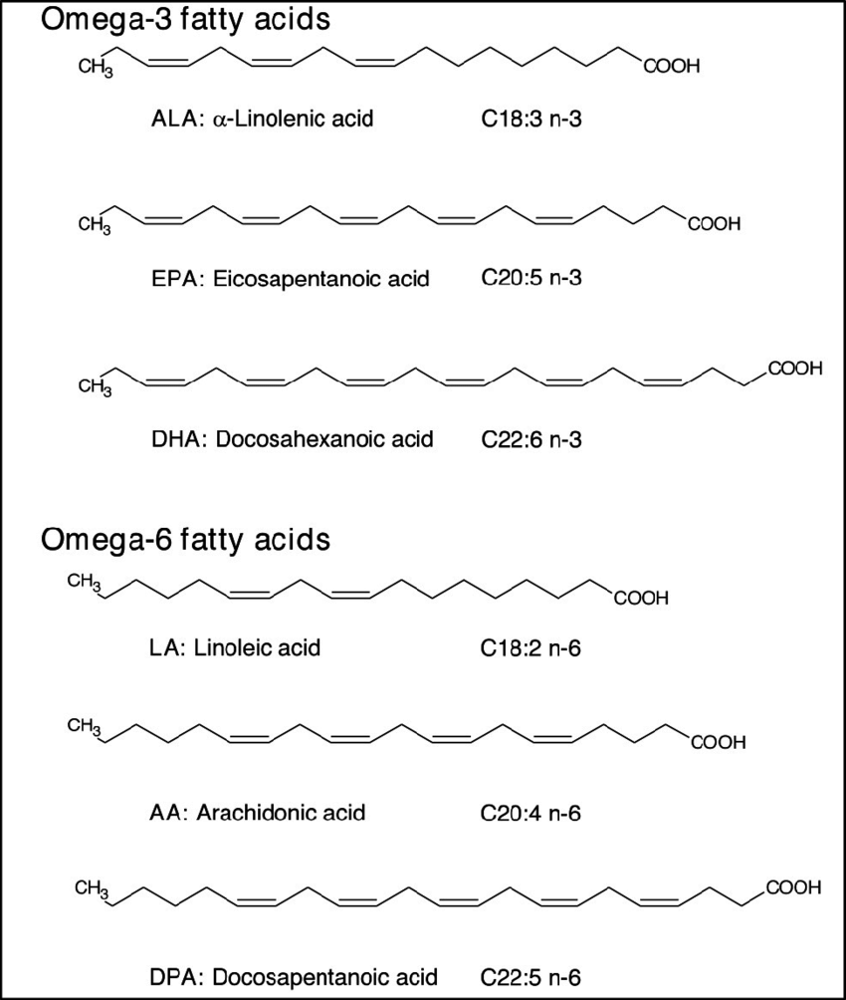 Omega-3 fatty acids
CH3 COOH
ALA: α-Linolenic acid C18:3 n-3
CH3 COOH
EPA: Eicosapentanoic acid C20:5 n-3
CH3 COOH
DHA: Docosahexanoic acid C22:6 n-3
Omega-6 fatty acids
CH3 COOH
LA: Linoleic acid C18:2 n-6
CH3 COOH
AA: Arachidonic acid C20:4 n-6
CH3 COOH
DPA: Docosapentanoic acid C22:5 n-6